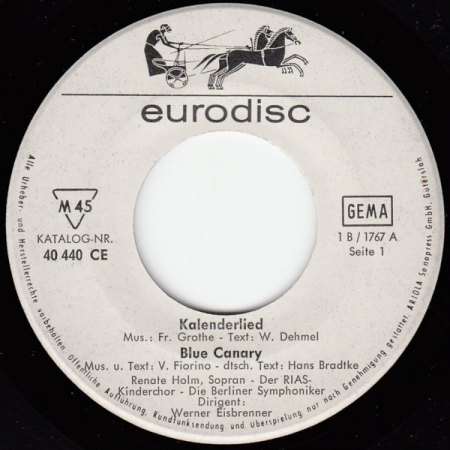 eurodisc
M 45
KATALOG-NR.
40 440 CE
GEMA
1 B / 1767 A
Seite 1
Kalenderlied
Mus.: Fr. Grothe - Text: W. Dehmel
Blue Canary
Mus. u. Text: V. Fiorino - dtsch. Text: Hans Bradtke
Renate Holm, Sopran - Der RIAS-
Kinderchor - Die Berliner Symphoniker
Dirigent:
Werner Eisbrenner
Alle Urheber- und Herstellerrechte vorbehalten. Öffentliche Aufführung, Rundfunksendung und Überspielung nur mit Genehmigung gestattet. ARIOLA Sonopress GmbH, Gütersloh